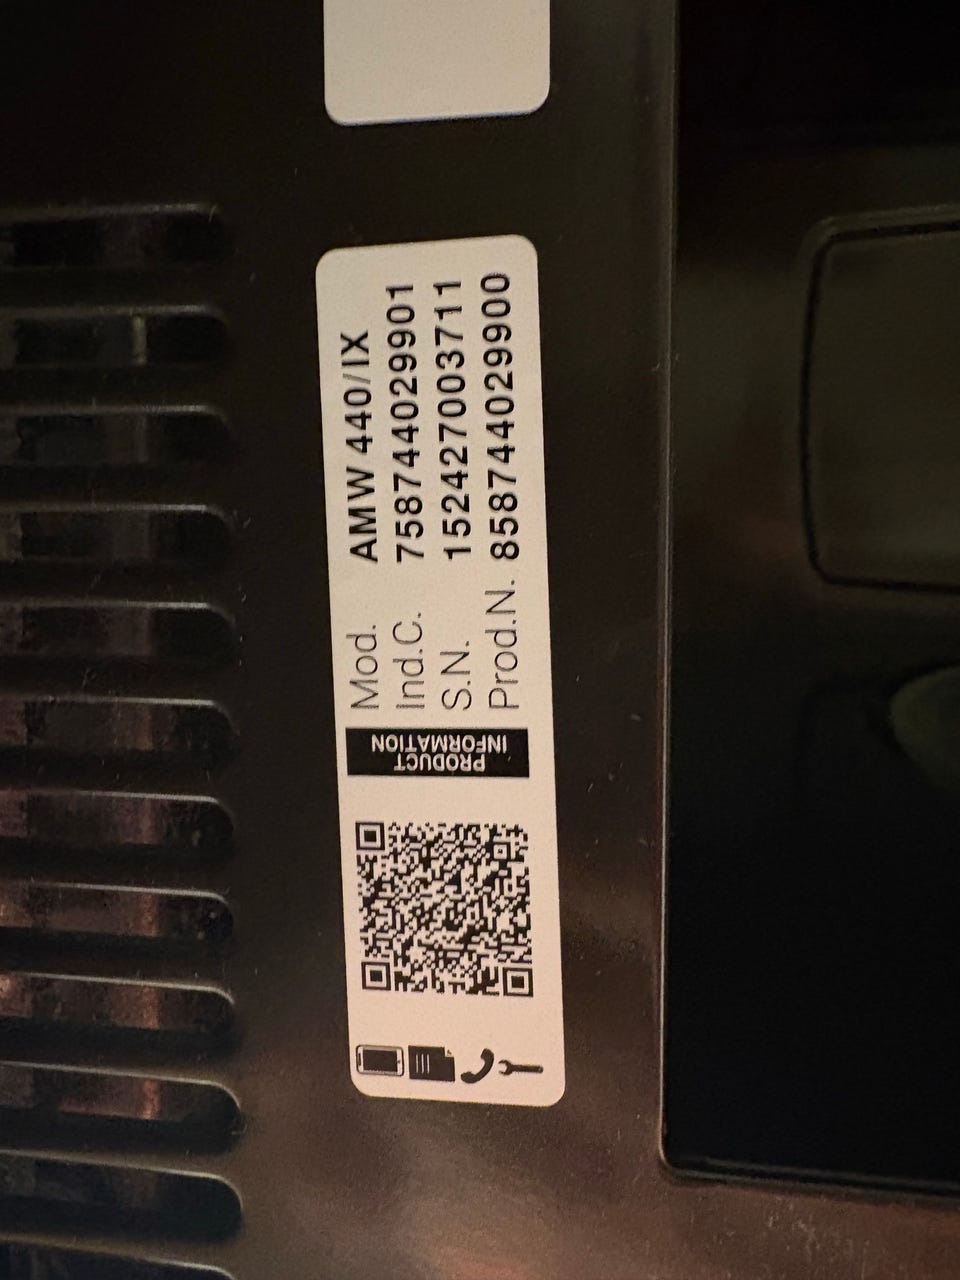 PRODUCT
INFORMATION
Mod. AMW 440/IX
Ind.C. 758744029901
S.N. 152427003711
Prod.N. 858744029900